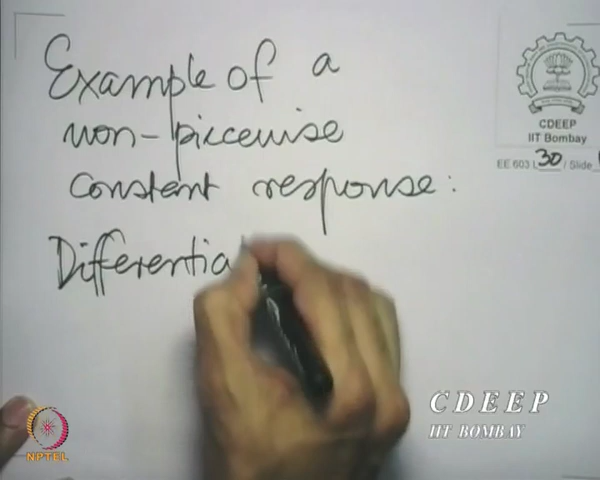 Example of a
non-piecewise
constant response:
Differentia
CDEEP
IIT Bombay
EE 603 L 30 / Slide
CDEEP
IIT BOMBAY
NPTEL